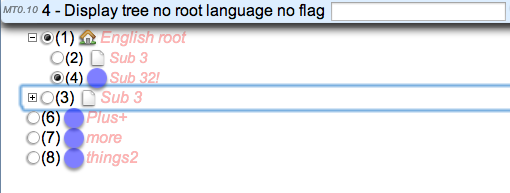 MT0.10 4 - Display tree no root language no flag
(1) English root
(2) Sub 3
(4) Sub 32!
(3) Sub 3
(6) Plus+
(7) more
(8) things2